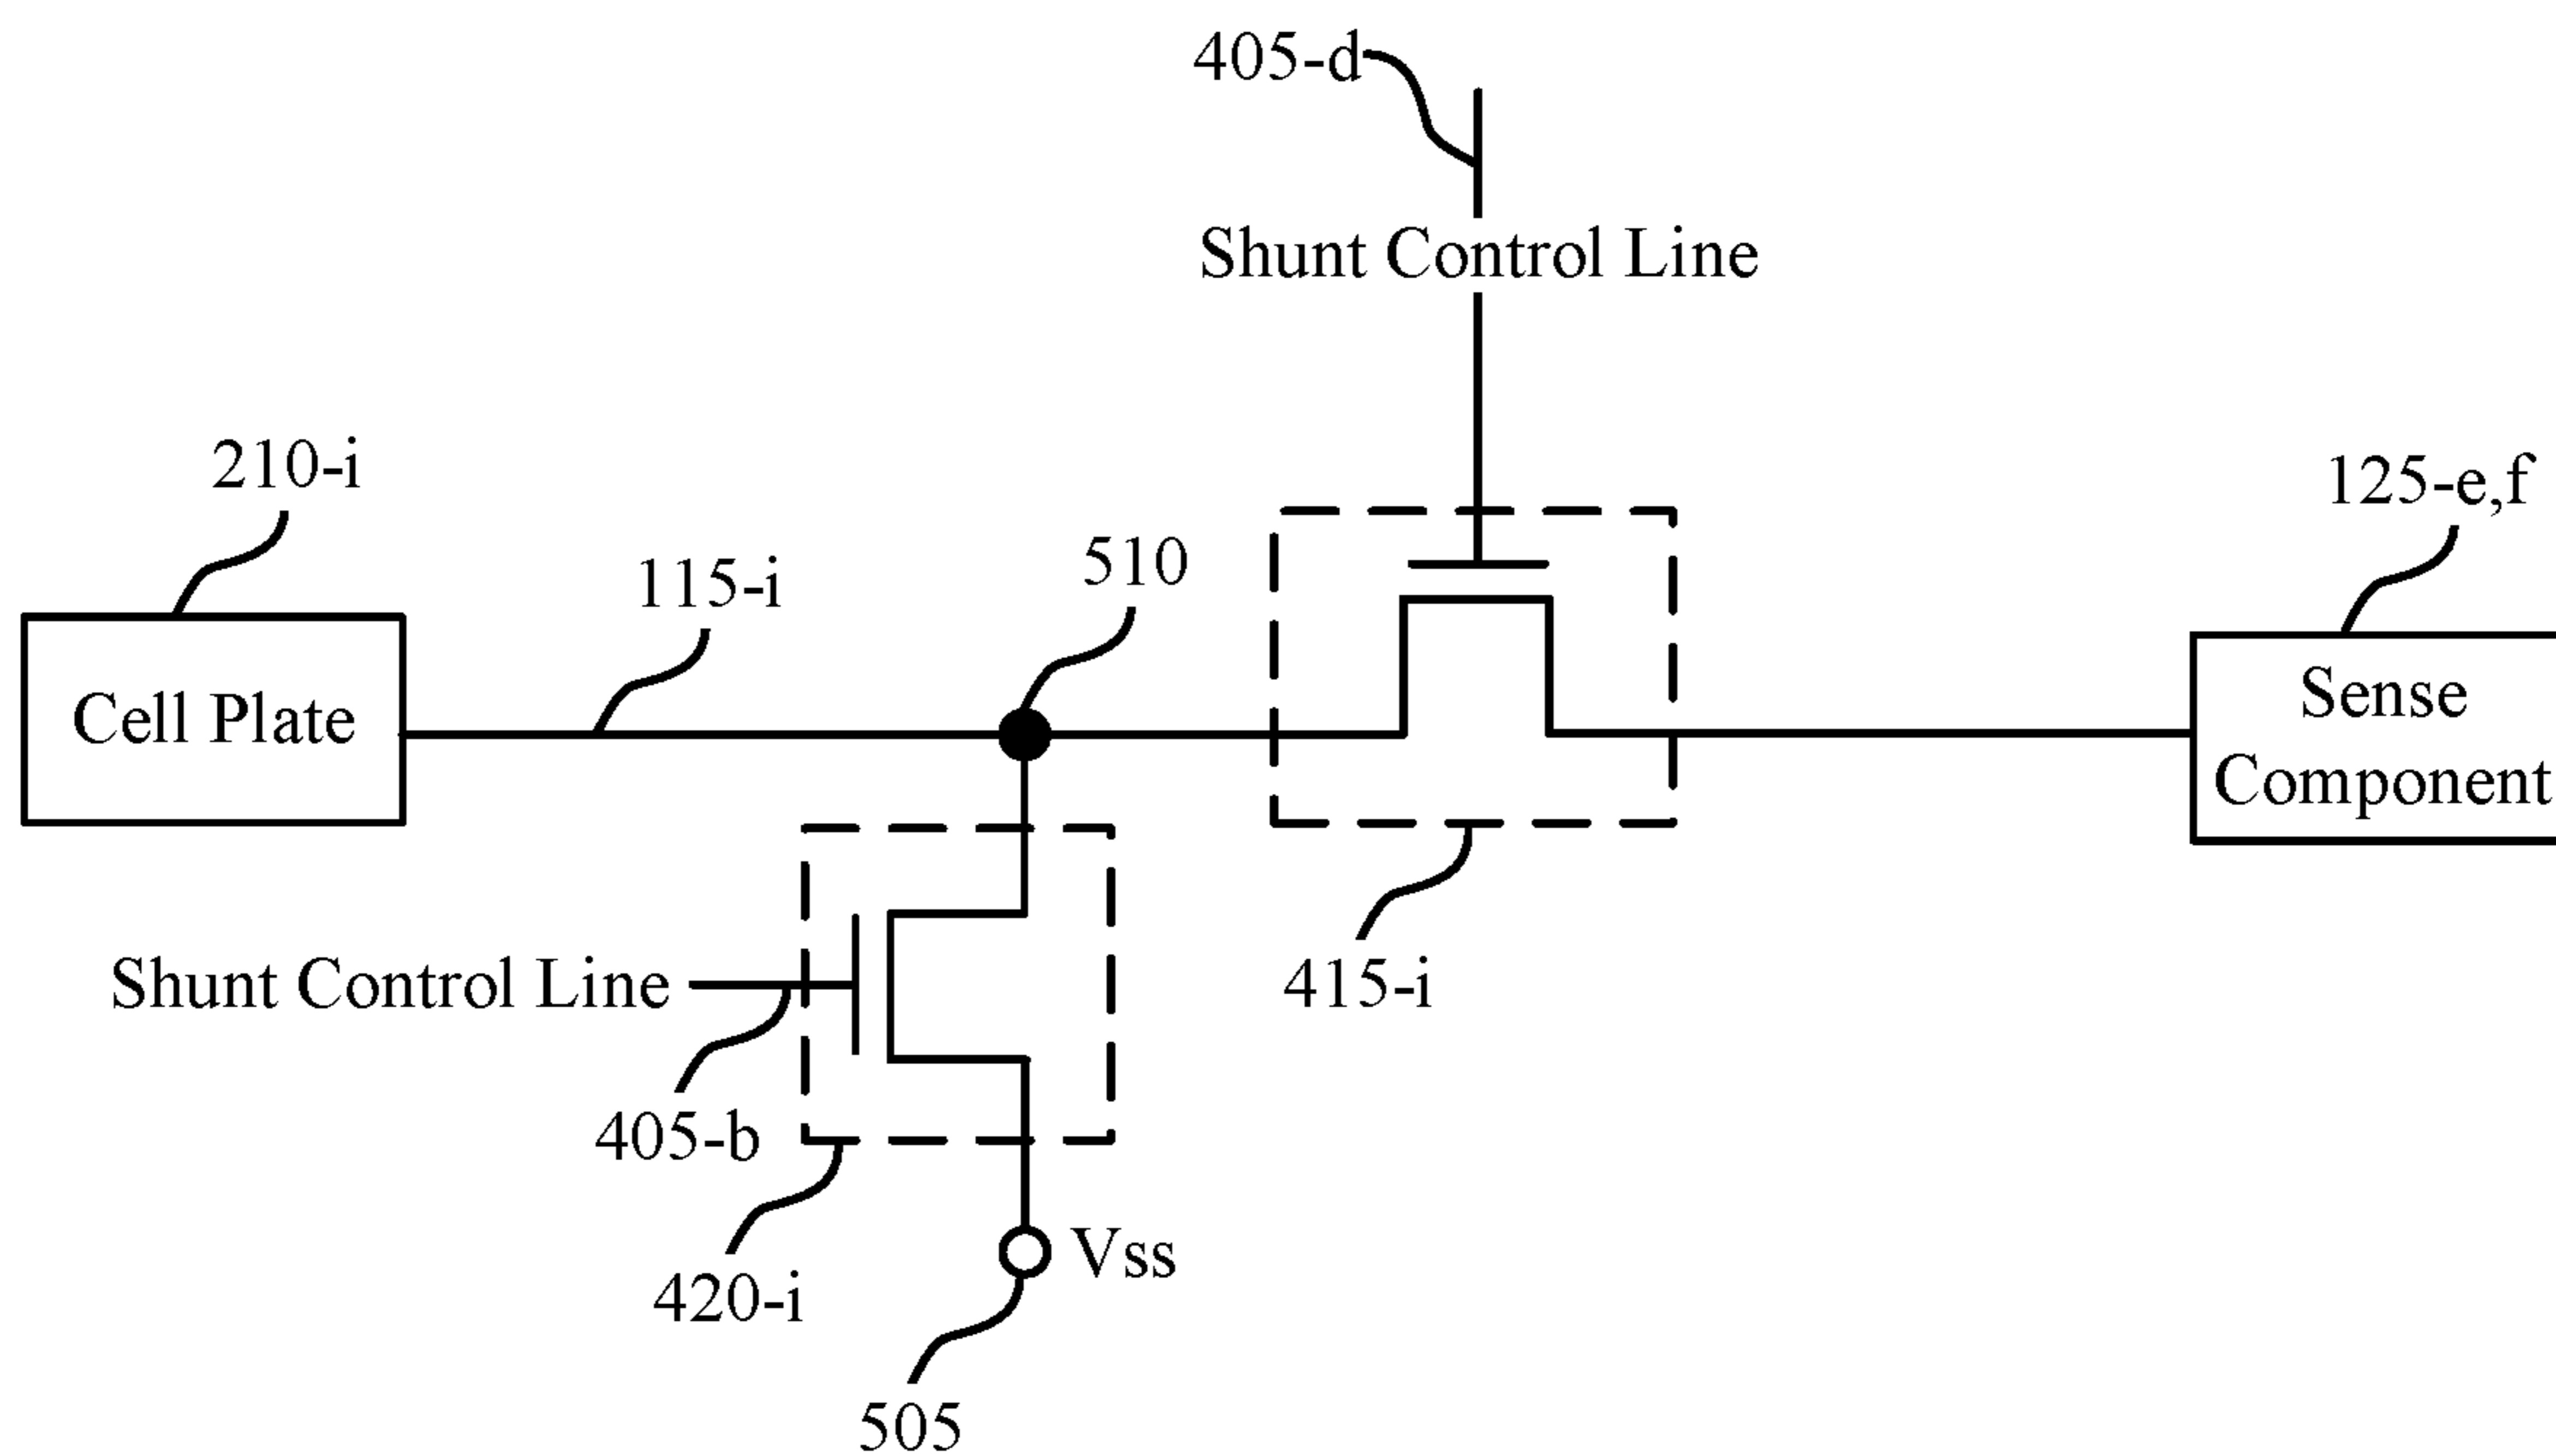 405-d
Shunt Control Line
210-i
125-e,f
115-i
510
Cell Plate
Sense
Component
Shunt Control Line
415-i
405-b
420-i
Vss
505